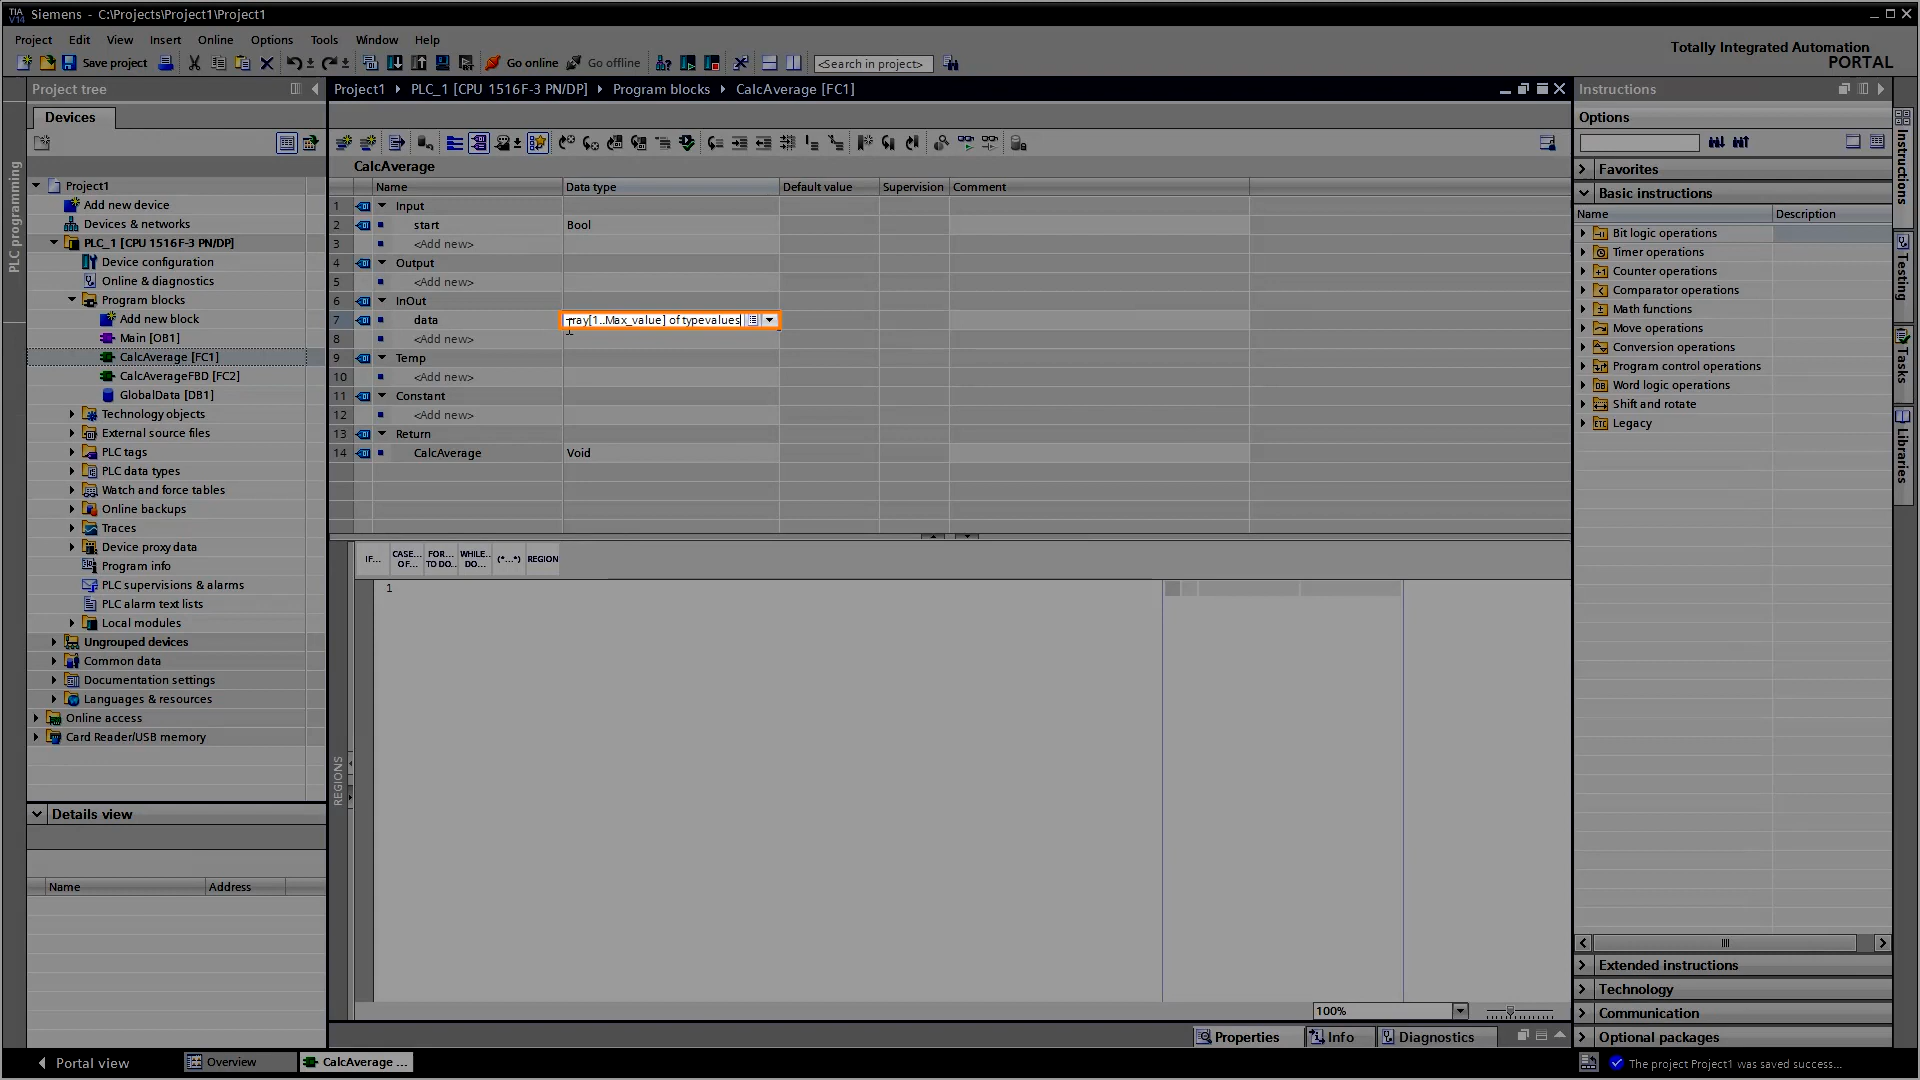 TIA V14 Siemens - C:\Projects\Project1\Project1
Project Edit View Insert Online Options Tools Window Help
Totally Integrated Automation
PORTAL
Save project Go online Go offline <Search in project>
Project tree
Project1 PLC_1 [CPU 1516F-3 PN/DP] Program blocks CalcAverage [FC1]
Instructions
Devices
Options
CalcAverage
PLC programming
Name Data type Default value Supervision Comment
1 Input
2 start Bool
3 <Add new>
4 Output
5 <Add new>
6 InOut
7 data rray[1..Max_value] of typevalues
8 <Add new>
9 Temp
10 <Add new>
11 Constant
12 <Add new>
13 Return
14 CalcAverage Void
Project1
Add new device
Devices & networks
PLC_1 [CPU 1516F-3 PN/DP]
Device configuration
Online & diagnostics
Program blocks
Add new block
Main [OB1]
CalcAverage [FC1]
CalcAverageFBD [FC2]
GlobalData [DB1]
Technology objects
External source files
PLC tags
PLC data types
Watch and force tables
Online backups
Traces
Device proxy data
Program info
PLC supervisions & alarms
PLC alarm text lists
Local modules
Ungrouped devices
Common data
Documentation settings
Languages & resources
Online access
Card Reader/USB memory
Details view
Name Address
IF... CASE... OF... FOR... TO DO... WHILE... DO... (*...*) REGION
1
REGIONS
100%
Favorites
Basic instructions
Name Description
Bit logic operations
Timer operations
Counter operations
Comparator operations
Math functions
Move operations
Conversion operations
Program control operations
Word logic operations
Shift and rotate
Legacy
Extended instructions
Technology
Communication
Optional packages
Instructions
Testing
Tasks
Libraries
Properties Info Diagnostics
Portal view Overview CalcAverage ...
The project Project1 was saved success...